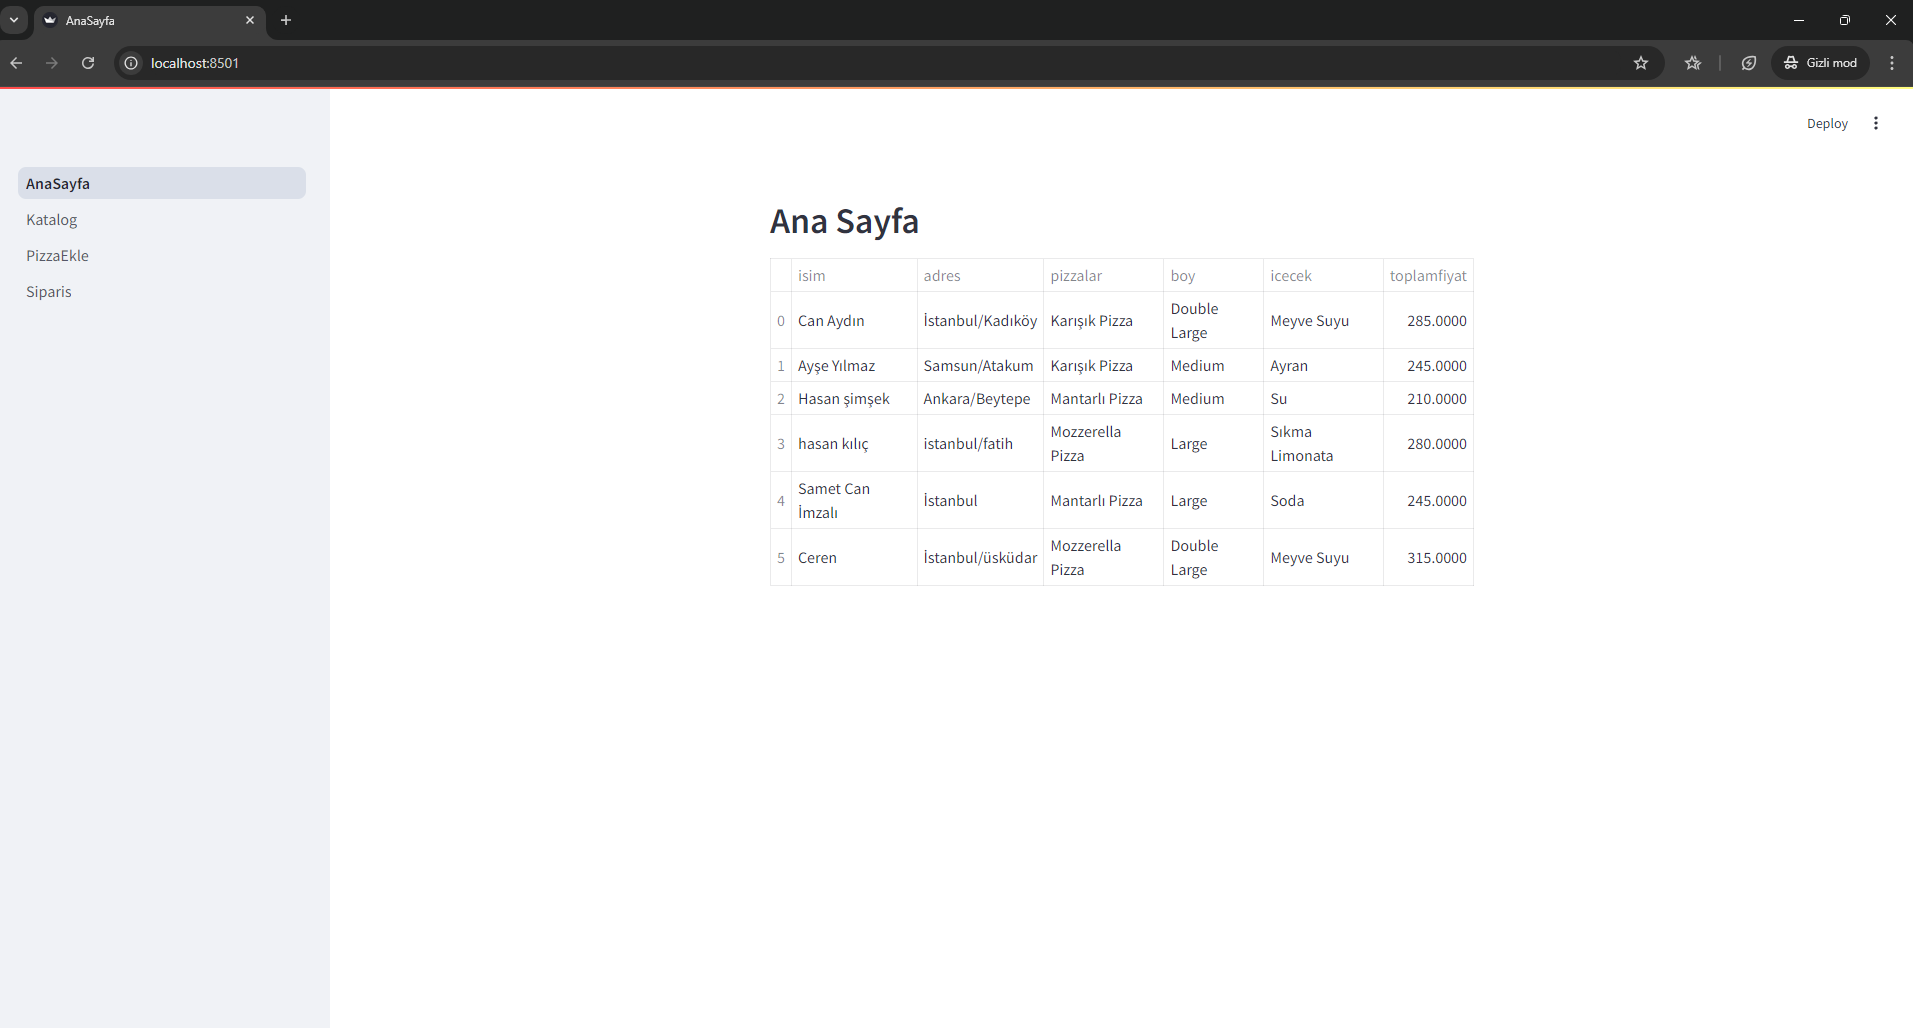 AnaSayfa
localhost:8501
Gizli mod
Deploy
AnaSayfa
Katalog
PizzaEkle
Siparis
Ana Sayfa
isim adres pizzalar boy icecek toplamfiyat
0 Can Aydın İstanbul/Kadıköy Karışık Pizza Double Large Meyve Suyu 285.0000
1 Ayşe Yılmaz Samsun/Atakum Karışık Pizza Medium Ayran 245.0000
2 Hasan şimşek Ankara/Beytepe Mantarlı Pizza Medium Su 210.0000
3 hasan kılıç istanbul/fatih Mozzerella Pizza Large Sıkma Limonata 280.0000
4 Samet Can İmzalı İstanbul Mantarlı Pizza Large Soda 245.0000
5 Ceren İstanbul/üsküdar Mozzerella Pizza Double Large Meyve Suyu 315.0000